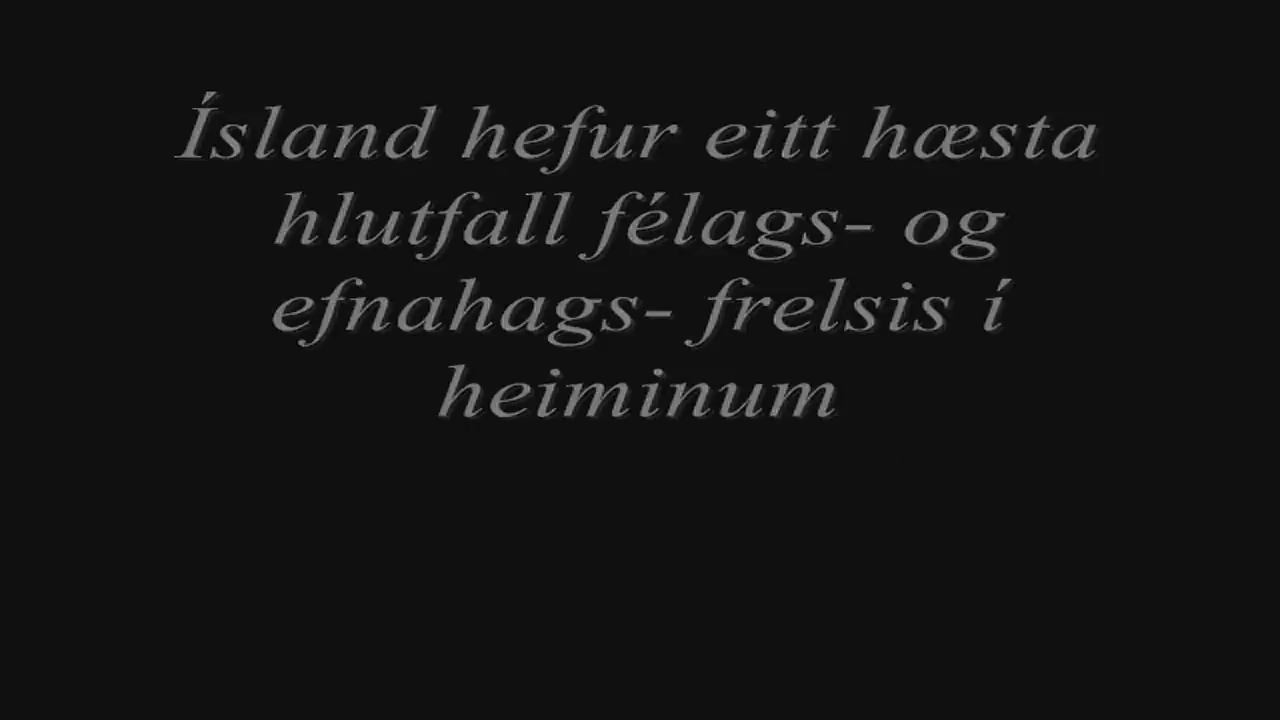 Ísland hefur eitt hæsta
hlutfall félags- og
efnahags- frelsis í
heiminum